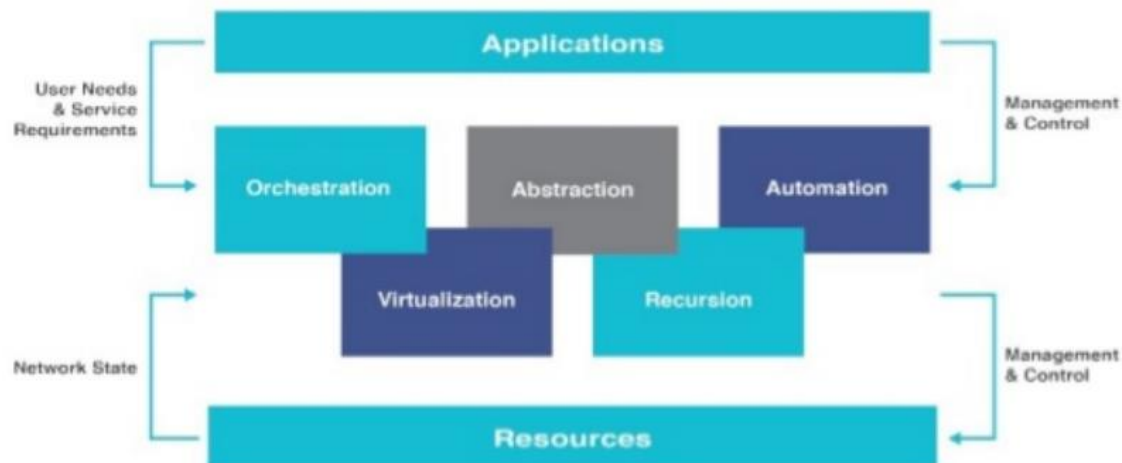 Applications
User Needs
& Service
Requirements
Management
& Control
Orchestration
Abstraction
Automation
Virtualization
Recursion
Network State
Management
& Control
Resources